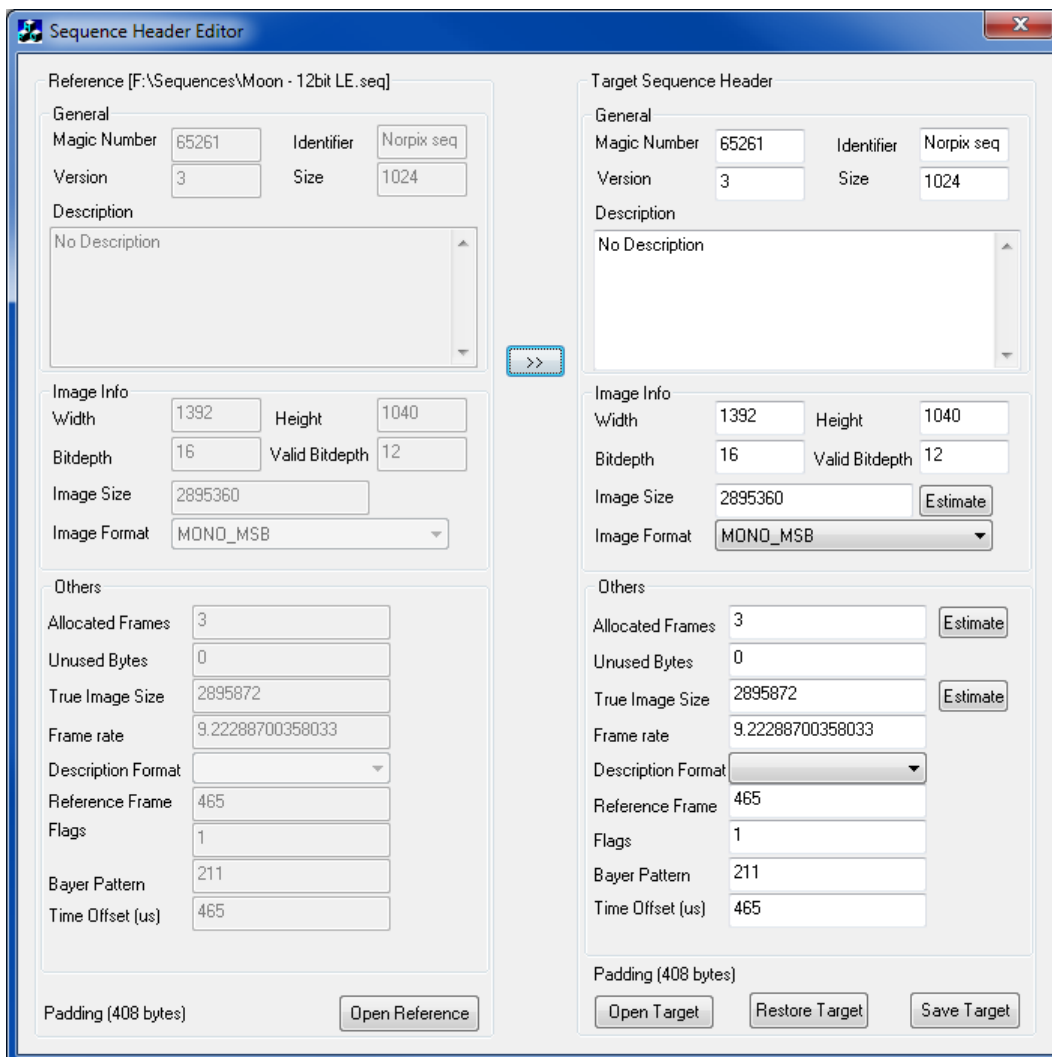 Sequence Header Editor
Reference [F:\Sequences\Moon - 12bit LE.seq]
General
Magic Number 65261 Identifier Norpix seq
Version 3 Size 1024
Description
No Description
Image Info
Width 1392 Height 1040
Bitdepth 16 Valid Bitdepth 12
Image Size 2895360
Image Format MONO_MSB
Others
Allocated Frames 3
Unused Bytes 0
True Image Size 2895872
Frame rate 9.22288700358033
Description Format
Reference Frame 465
Flags 1
Bayer Pattern 211
Time Offset (us) 465
Padding (408 bytes) Open Reference
>>
Target Sequence Header
General
Magic Number 65261 Identifier Norpix seq
Version 3 Size 1024
Description
No Description
Image Info
Width 1392 Height 1040
Bitdepth 16 Valid Bitdepth 12
Image Size 2895360 Estimate
Image Format MONO_MSB
Others
Allocated Frames 3 Estimate
Unused Bytes 0
True Image Size 2895872 Estimate
Frame rate 9.22288700358033
Description Format
Reference Frame 465
Flags 1
Bayer Pattern 211
Time Offset (us) 465
Padding (408 bytes)
Open Target Restore Target Save Target